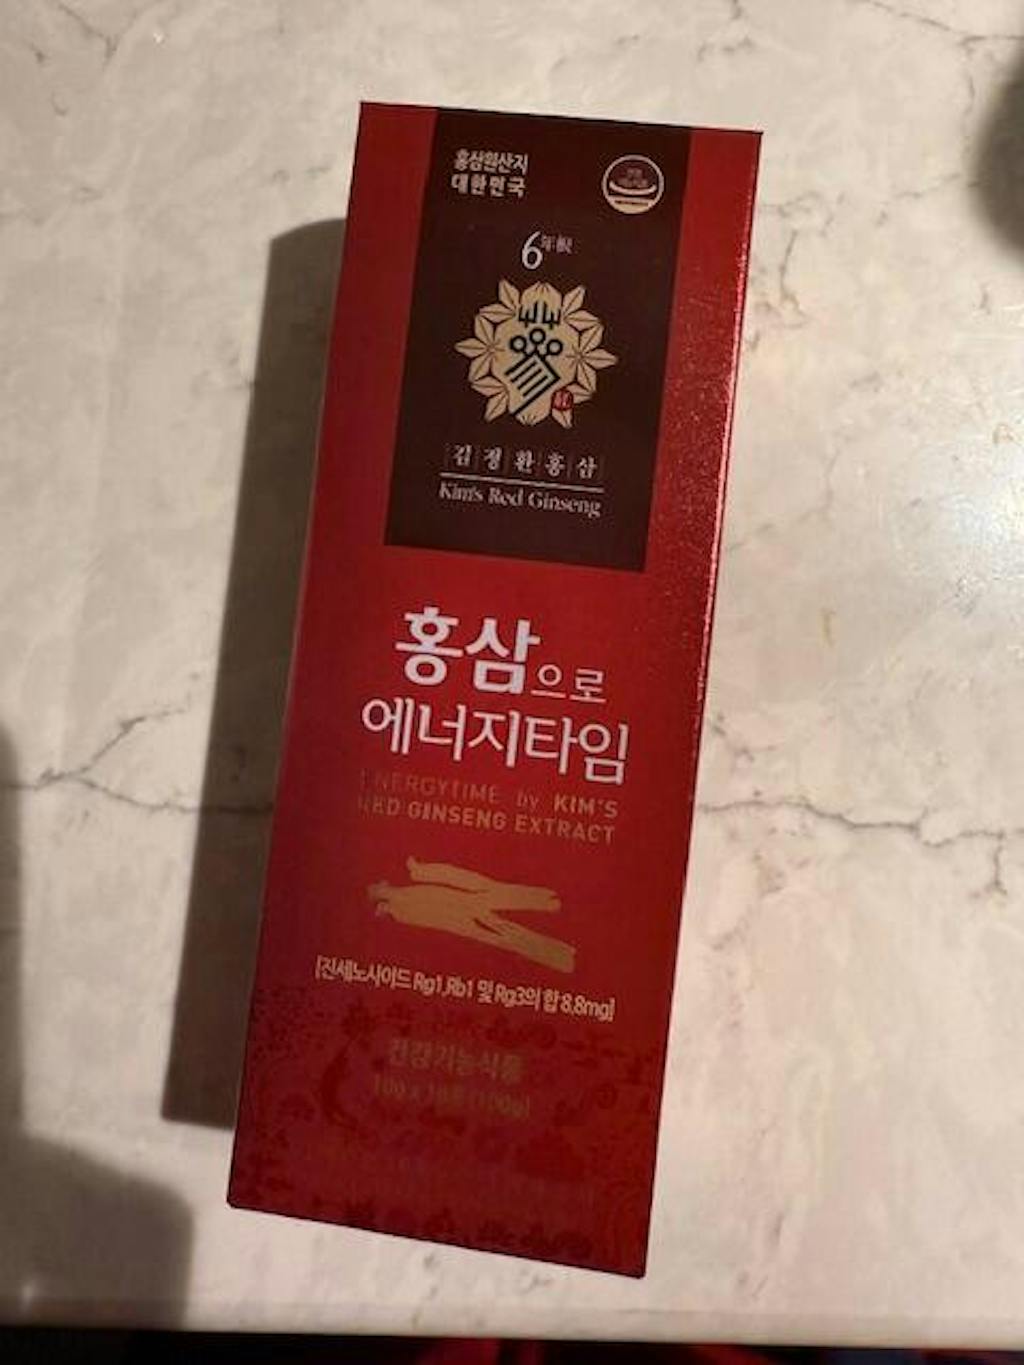 홍삼원산지
대한민국
6年根
김정환홍삼
Kim's Red Ginseng
홍삼으로
에너지타임
ENERGYTIME by KIM'S
RED GINSENG EXTRACT
[진세노사이드 Rg1,Rb1 및 Rg3의 합 8.8mg]
건강기능식품
(100g)